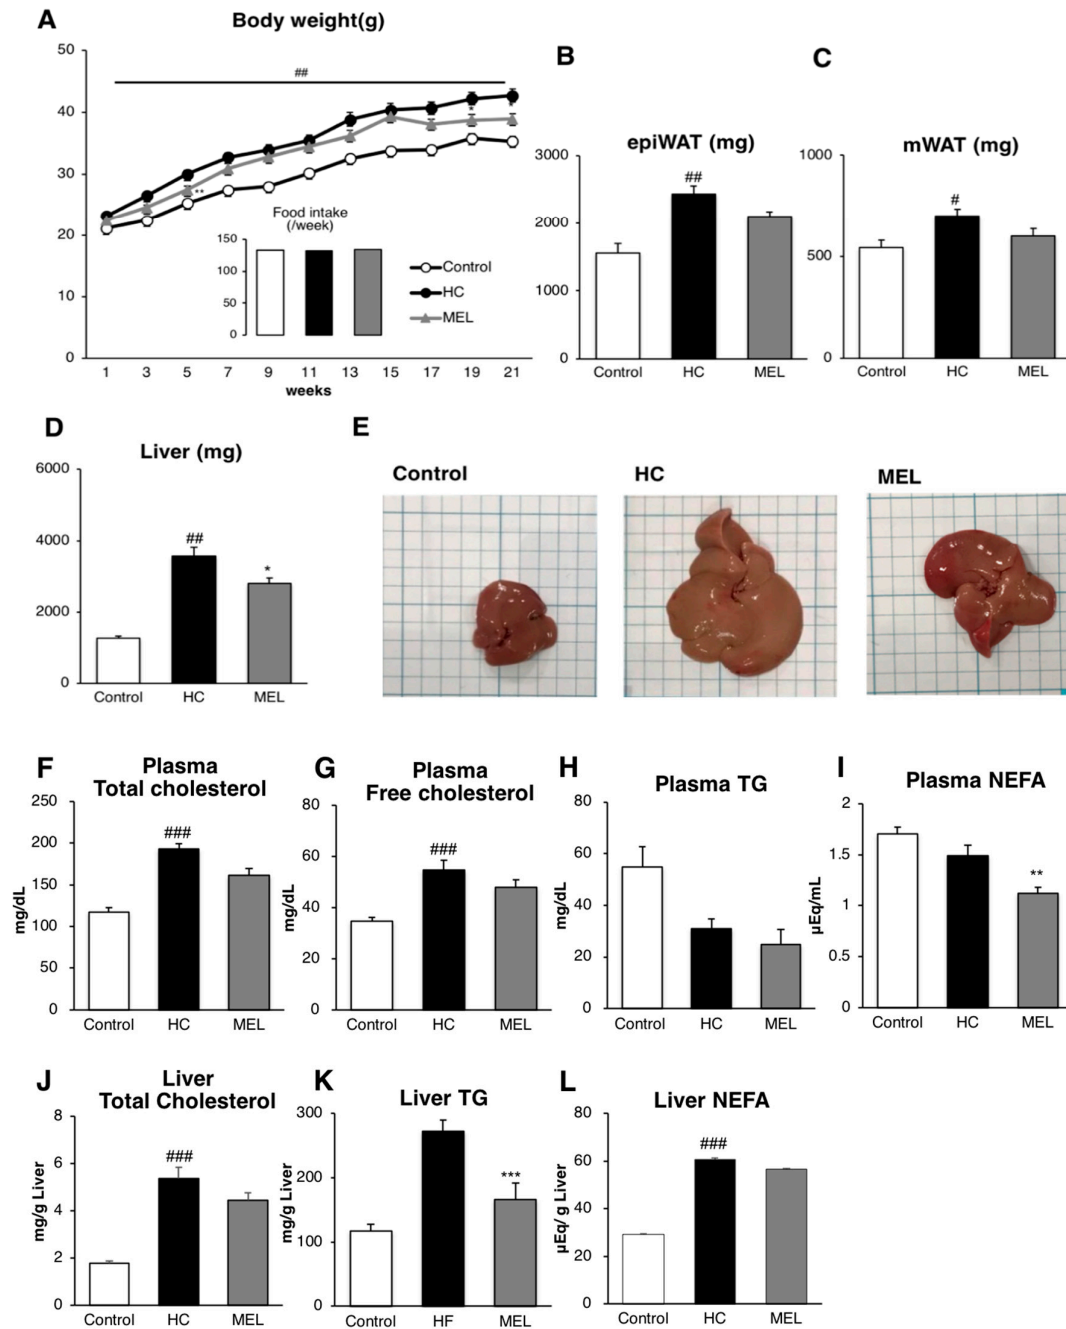 A
Body weight(g)
50
40
30
20
10
0
##
**
*
*
Food intake
(/week)
150
100
50
0
Control
HC
MEL
1 3 5 7 9 11 13 15 17 19 21
weeks
B
epiWAT (mg)
3000
2000
1000
0
##
Control HC MEL
C
mWAT (mg)
1000
500
0
#
Control HC MEL
D
Liver (mg)
6000
4000
2000
0
##
*
Control HC MEL
E
Control
HC
MEL
F
Plasma
Total cholesterol
mg/dL
250
200
150
100
50
0
###
Control HC MEL
G
Plasma
Free cholesterol
mg/dL
80
60
40
20
0
###
Control HC MEL
H
Plasma TG
mg/dL
80
60
40
20
0
Control HC MEL
I
Plasma NEFA
µEq/mL
2
1.5
1
0.5
0
**
Control HC MEL
J
Liver
Total Cholesterol
mg/g Liver
8
6
4
2
0
###
Control HC MEL
K
Liver TG
mg/g Liver
300
200
100
0
***
Control HF MEL
L
Liver NEFA
µEq/ g Liver
80
60
40
20
0
###
Control HC MEL